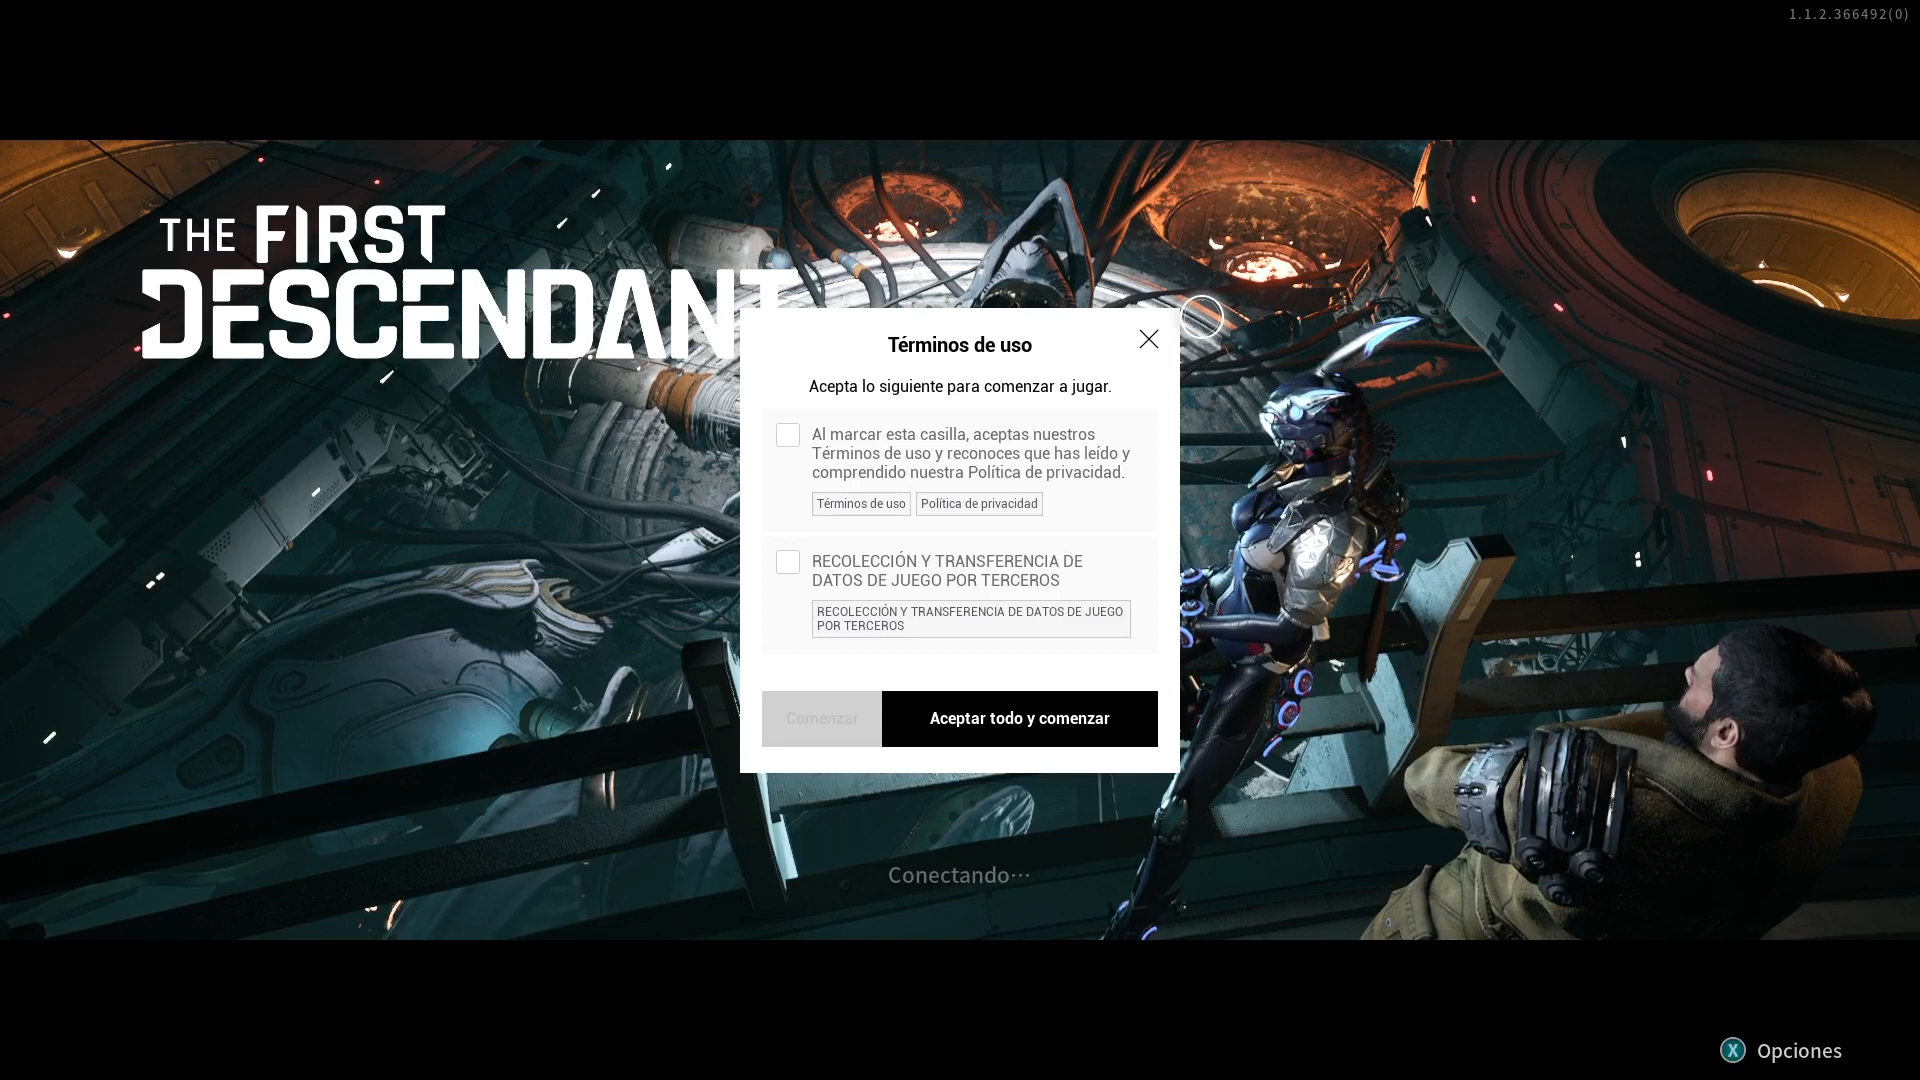 1.1.2.366492(0)
THE FIRST
DESCENDANT
Términos de uso
Acepta lo siguiente para comenzar a jugar.
Al marcar esta casilla, aceptas nuestros
Términos de uso y reconoces que has leído y
comprendido nuestra Política de privacidad.
Términos de uso Política de privacidad
RECOLECCIÓN Y TRANSFERENCIA DE
DATOS DE JUEGO POR TERCEROS
RECOLECCIÓN Y TRANSFERENCIA DE DATOS DE JUEGO
POR TERCEROS
Comenzar Aceptar todo y comenzar
Conectando···
X Opciones